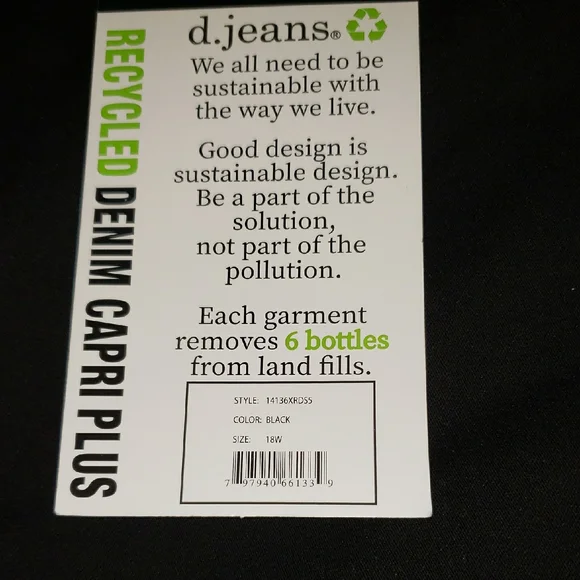 RECYCLED DENIM CAPRI PLUS
d.jeans®
We all need to be
sustainable with
the way we live.
Good design is
sustainable design.
Be a part of the
solution,
not part of the
pollution.
Each garment
removes 6 bottles
from land fills.
STYLE: 14136XRDS5
COLOR: BLACK
SIZE: 18W
7 97940 66133 9